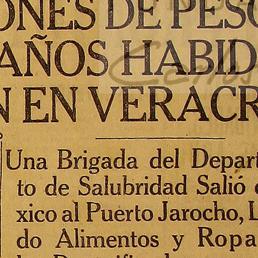 ONES DE PESO
AÑOS HABID
N EN VERACR
Una Brigada del Depart
to de Salubridad Salió
xico al Puerto Jarocho, L
do Alimentos y Ropa